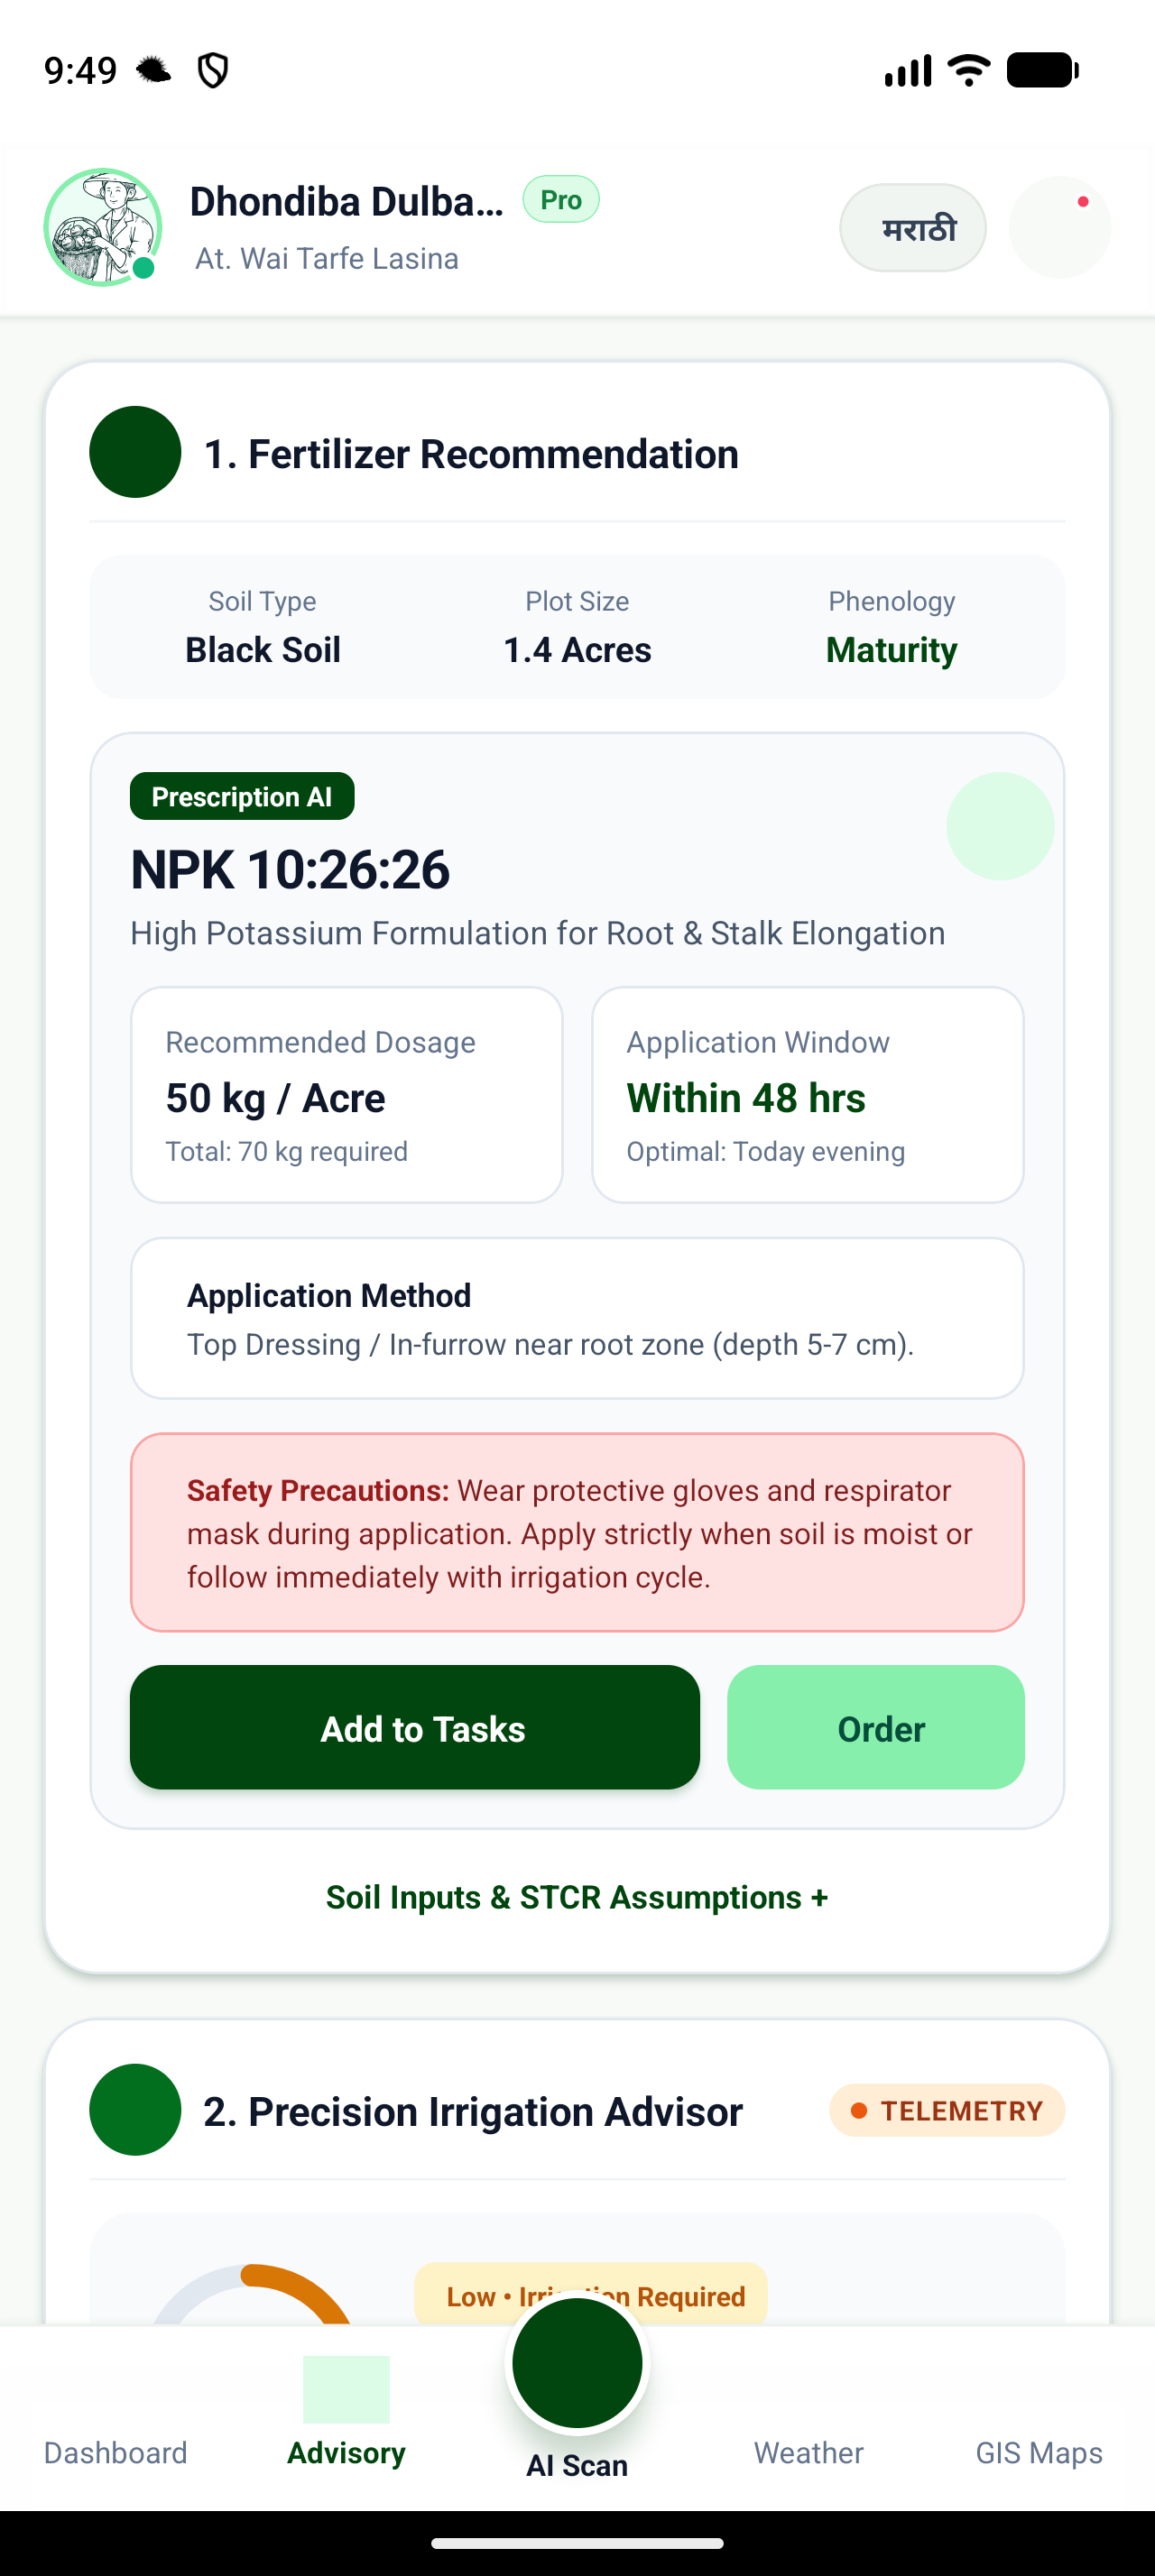 9:49
Dhondiba Dulba...
Pro
At. Wai Tarfe Lasina
मराठी
1. Fertilizer Recommendation
Soil Type
Plot Size
Phenology
Black Soil
1.4 Acres
Maturity
Prescription AI
NPK 10:26:26
High Potassium Formulation for Root & Stalk Elongation
Recommended Dosage
50 kg / Acre
Total: 70 kg required
Application Window
Within 48 hrs
Optimal: Today evening
Application Method
Top Dressing / In-furrow near root zone (depth 5-7 cm).
Safety Precautions: Wear protective gloves and respirator
mask during application. Apply strictly when soil is moist or
follow immediately with irrigation cycle.
Add to Tasks
Order
Soil Inputs & STCR Assumptions +
2. Precision Irrigation Advisor
TELEMETRY
Low • Required
Dashboard
Advisory
AI Scan
Weather
GIS Maps